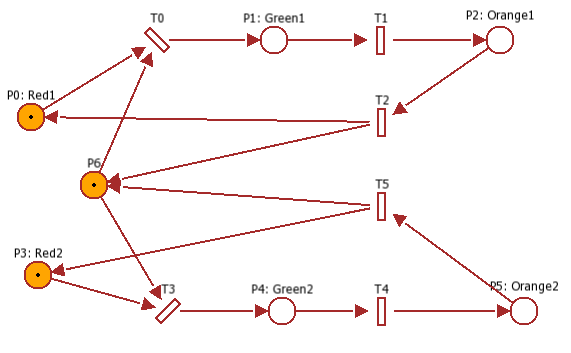 T0
P1: Green1
T1
P2: Orange1
P0: Red1
T2
P6
T5
P3: Red2
T3
P4: Green2
T4
P5: Orange2